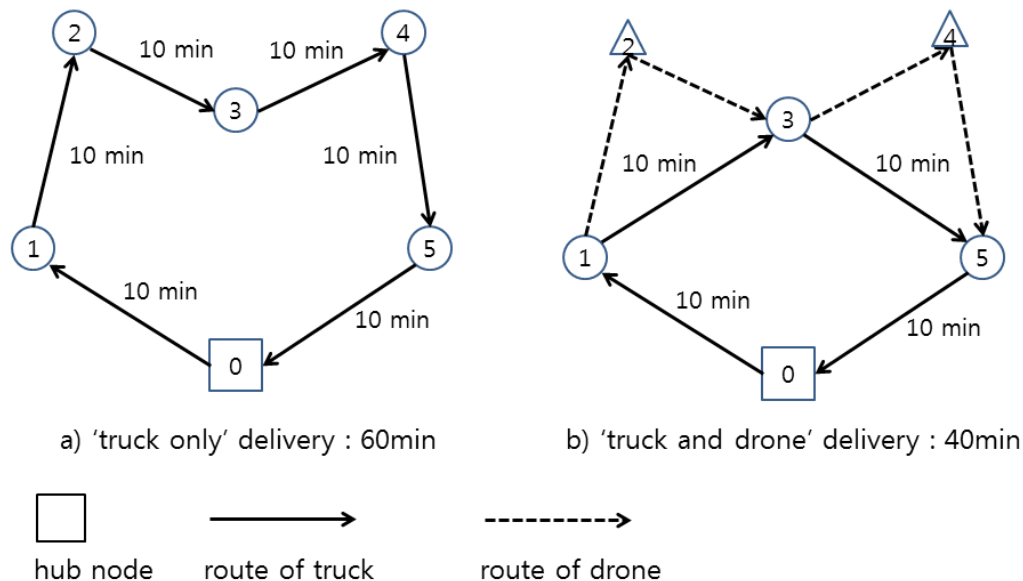 2
10 min
10 min
4
3
10 min
10 min
1
5
10 min
10 min
0
a) ‘truck only’ delivery : 60min
2
4
3
10 min
10 min
1
5
10 min
10 min
0
b) ‘truck and drone’ delivery : 40min
hub node
route of truck
route of drone